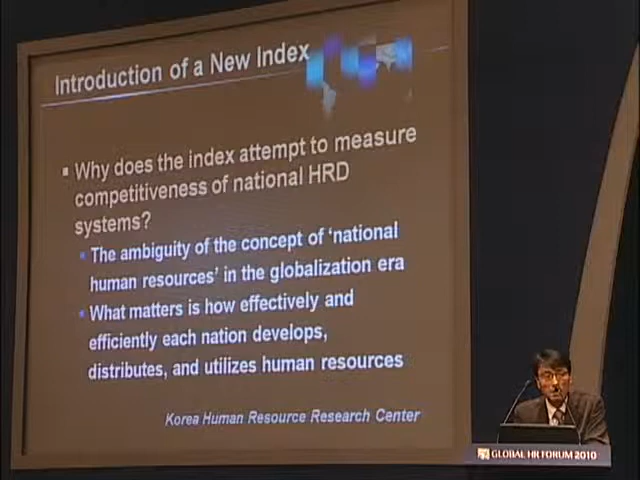 Introduction of a New Index
▪ Why does the index attempt to measure
competitiveness of national HRD
systems?
▪ The ambiguity of the concept of ‘national
human resources’ in the globalization era
▪ What matters is how effectively and
efficiently each nation develops,
distributes, and utilizes human resources
Korea Human Resource Research Center
GLOBAL HR FORUM 2010